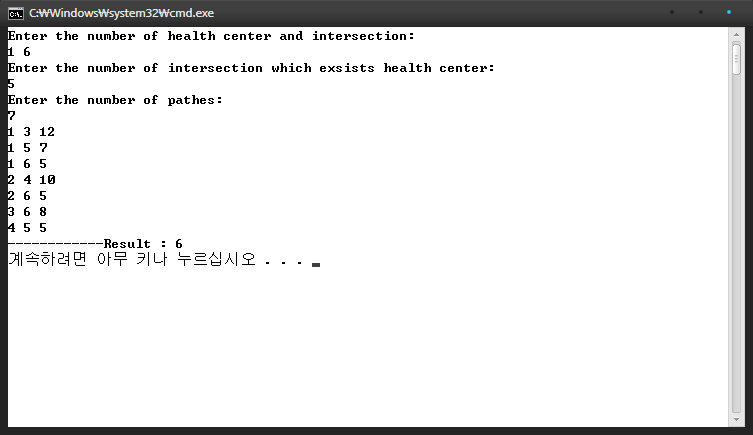 C:\Windows\system32\cmd.exe
Enter the number of health center and intersection:
1 6
Enter the number of intersection which exsists health center:
5
Enter the number of pathes:
7
1 3 12
1 5 7
1 6 5
2 4 10
2 6 5
3 6 8
4 5 5
------------Result : 6
계속하려면 아무 키나 누르십시오 . . .